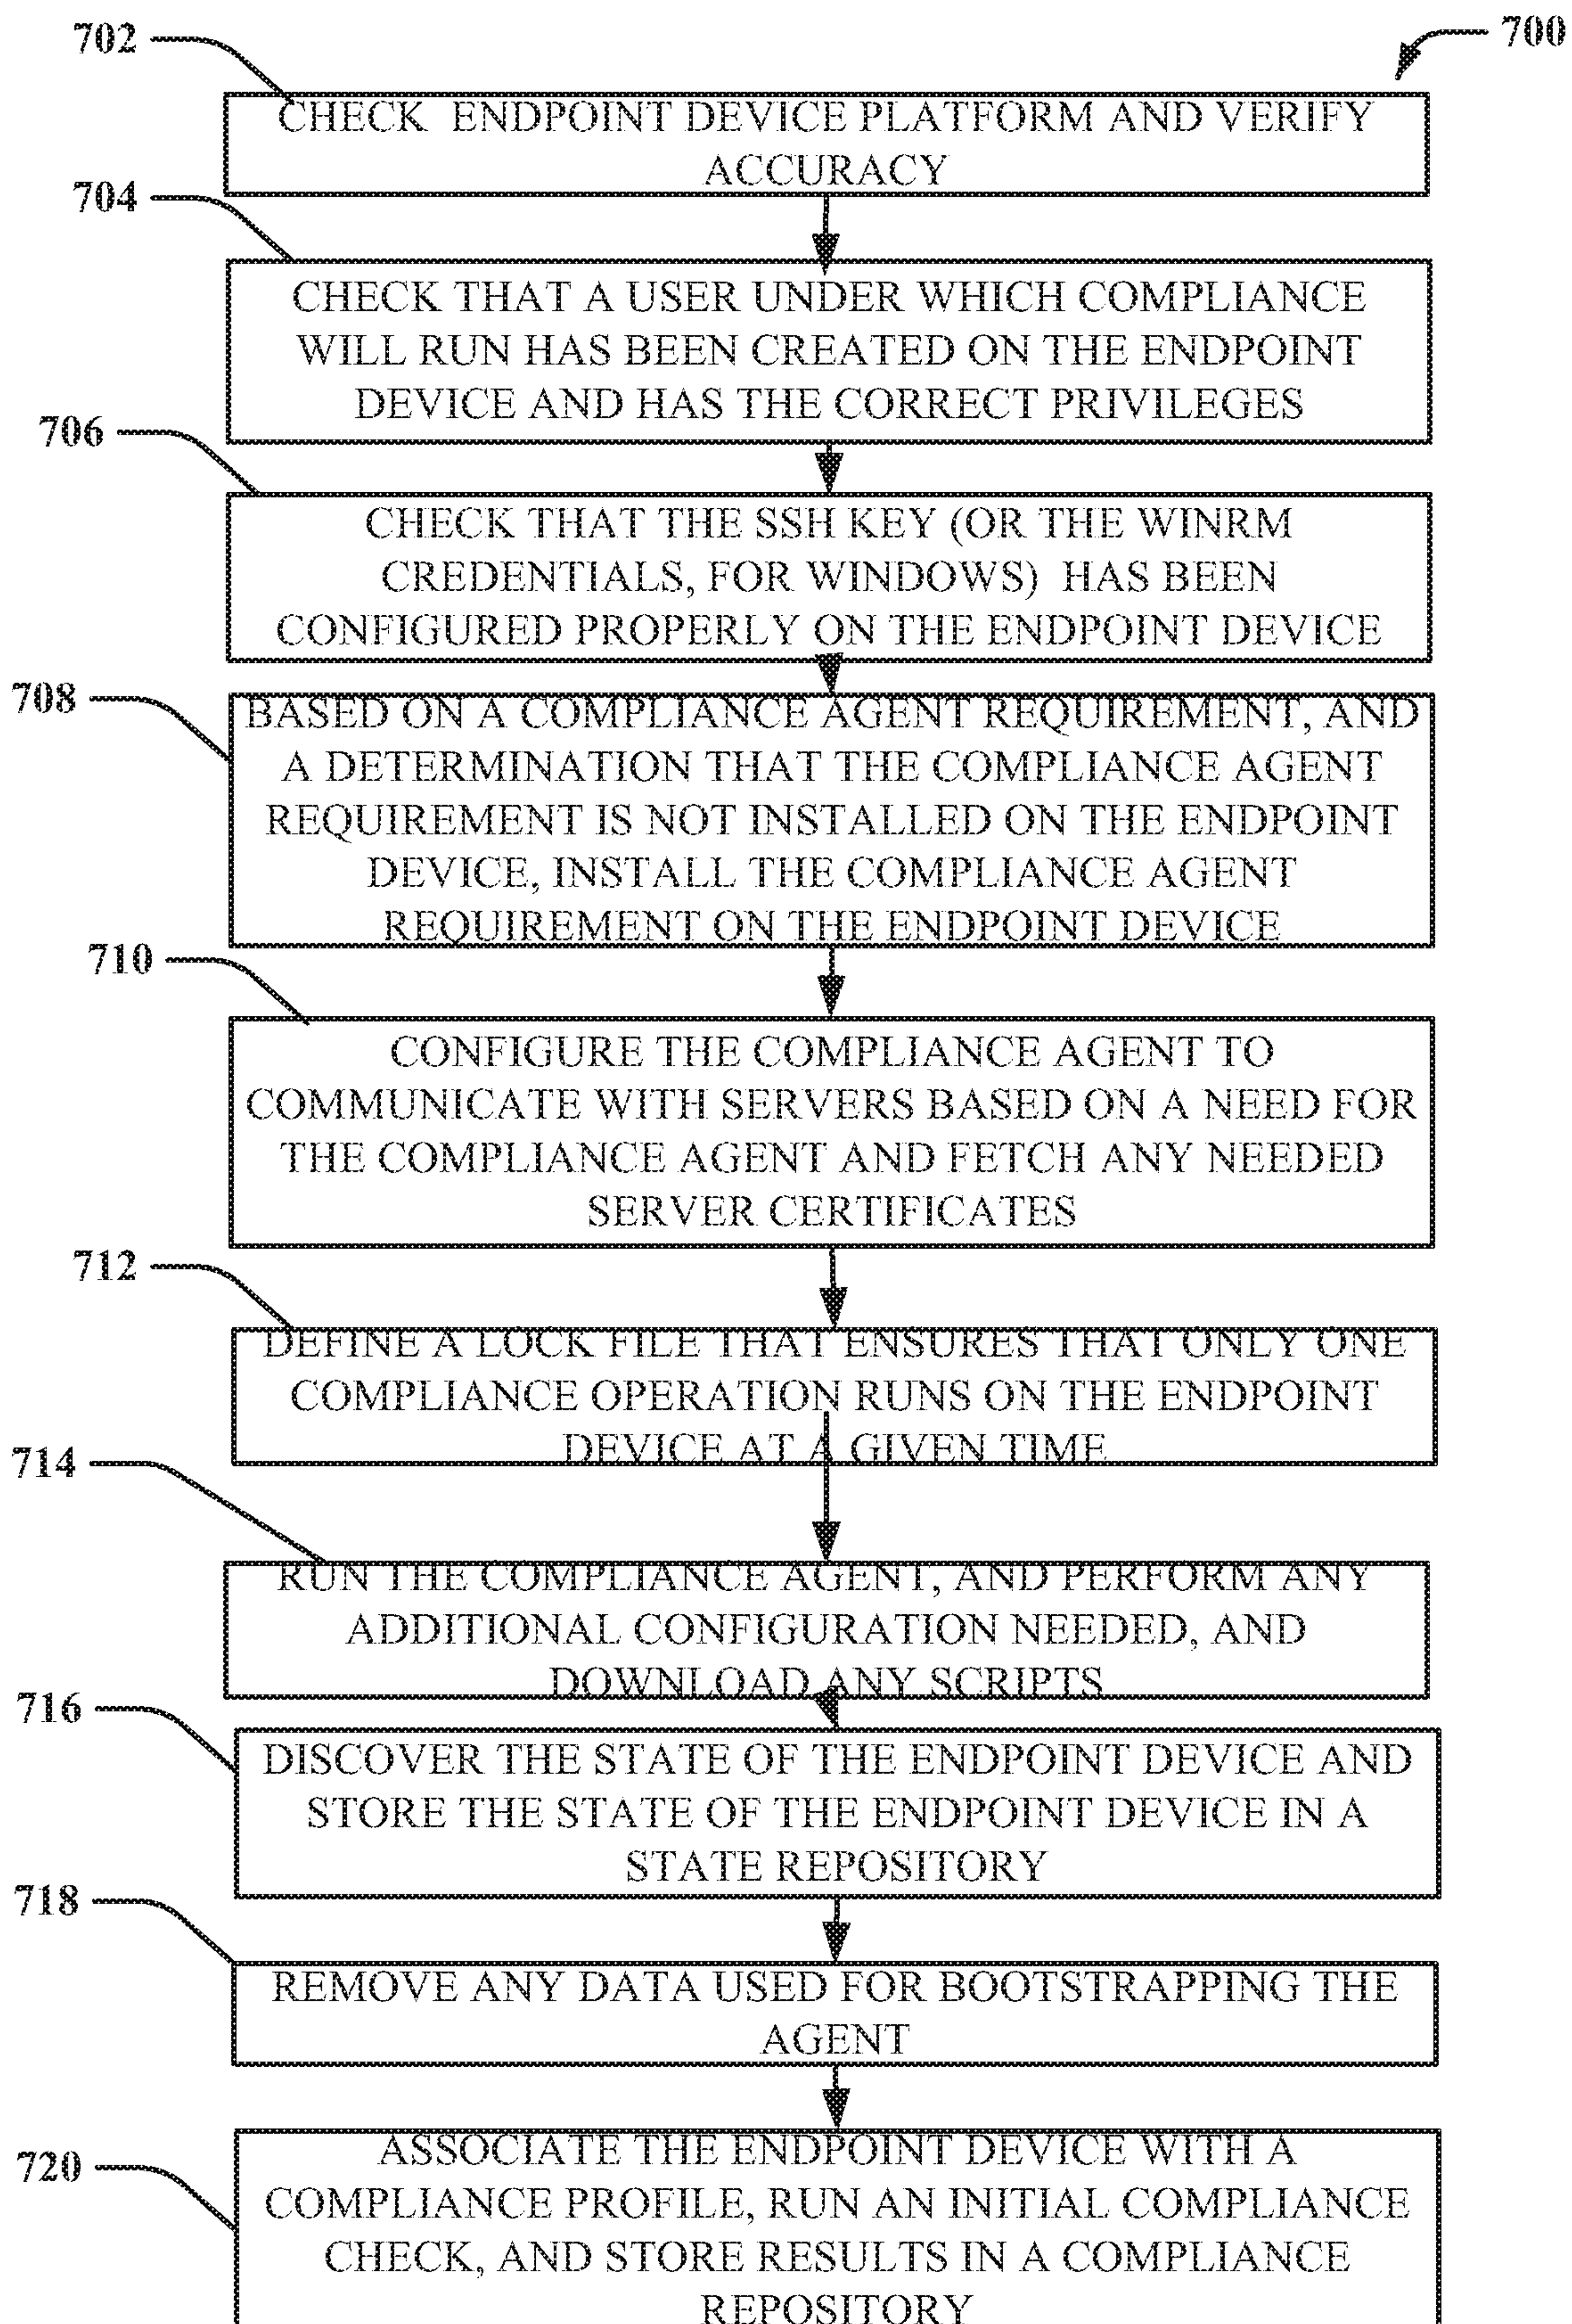 702
700
CHECK ENDPOINT DEVICE PLATFORM AND VERIFY
ACCURACY
704
CHECK THAT A USER UNDER WHICH COMPLIANCE
WILL RUN HAS BEEN CREATED ON THE ENDPOINT
DEVICE AND HAS THE CORRECT PRIVILEGES
706
CHECK THAT THE SSH KEY (OR THE WINRM
CREDENTIALS, FOR WINDOWS) HAS BEEN
CONFIGURED PROPERLY ON THE ENDPOINT DEVICE
708
BASED ON A COMPLIANCE AGENT REQUIREMENT, AND
A DETERMINATION THAT THE COMPLIANCE AGENT
REQUIREMENT IS NOT INSTALLED ON THE ENDPOINT
DEVICE, INSTALL THE COMPLIANCE AGENT
REQUIREMENT ON THE ENDPOINT DEVICE
710
CONFIGURE THE COMPLIANCE AGENT TO
COMMUNICATE WITH SERVERS BASED ON A NEED FOR
THE COMPLIANCE AGENT AND FETCH ANY NEEDED
SERVER CERTIFICATES
712
DEFINE A LOCK FILE THAT ENSURES THAT ONLY ONE
COMPLIANCE OPERATION RUNS ON THE ENDPOINT
DEVICE AT A GIVEN TIME
714
RUN THE COMPLIANCE AGENT, AND PERFORM ANY
ADDITIONAL CONFIGURATION NEEDED, AND
DOWNLOAD ANY SCRIPTS
716
DISCOVER THE STATE OF THE ENDPOINT DEVICE AND
STORE THE STATE OF THE ENDPOINT DEVICE IN A
STATE REPOSITORY
718
REMOVE ANY DATA USED FOR BOOTSTRAPPING THE
AGENT
720
ASSOCIATE THE ENDPOINT DEVICE WITH A
COMPLIANCE PROFILE, RUN AN INITIAL COMPLIANCE
CHECK, AND STORE RESULTS IN A COMPLIANCE
REPOSITORY